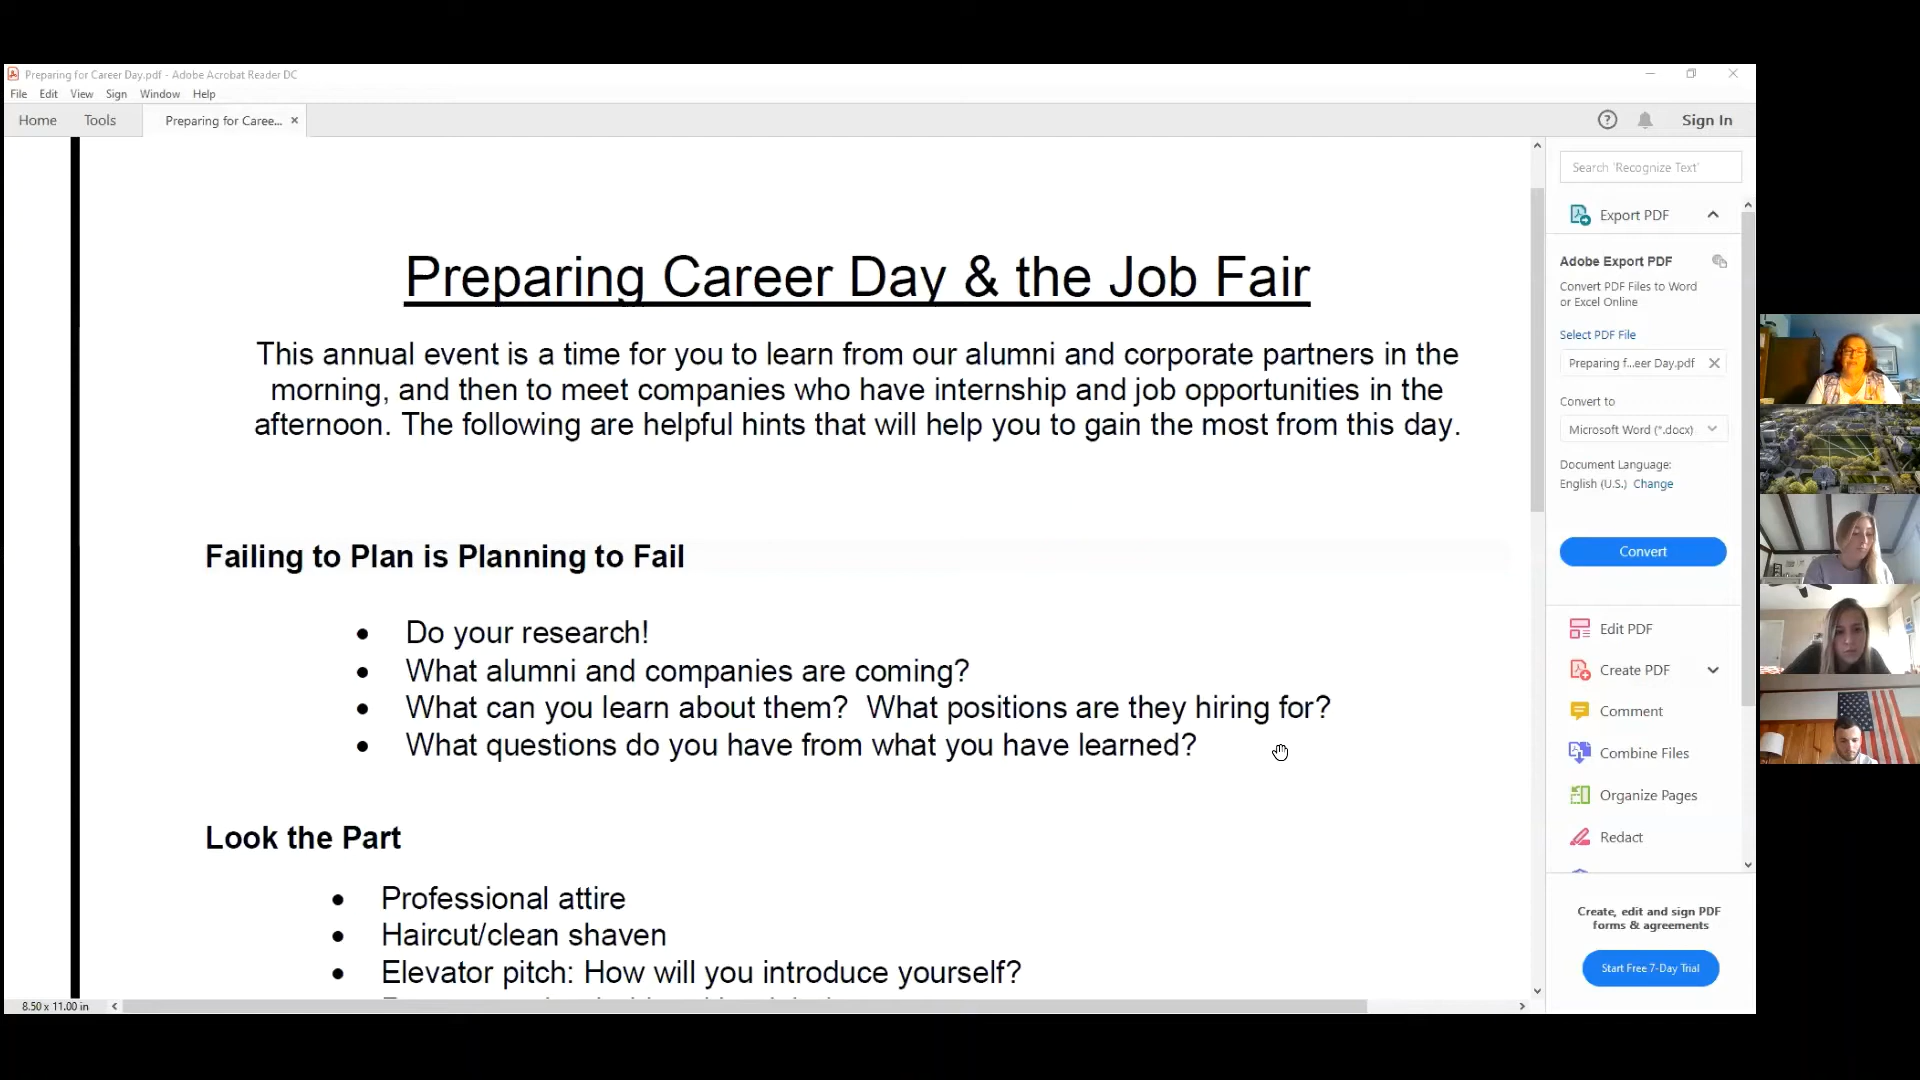 Preparing for Career Day.pdf - Adobe Acrobat Reader DC
File Edit View Sign Window Help
Home Tools Preparing for Caree... ×
Sign In
Preparing Career Day & the Job Fair
This annual event is a time for you to learn from our alumni and corporate partners in the
morning, and then to meet companies who have internship and job opportunities in the
afternoon. The following are helpful hints that will help you to gain the most from this day.
Failing to Plan is Planning to Fail
• Do your research!
• What alumni and companies are coming?
• What can you learn about them? What positions are they hiring for?
• What questions do you have from what you have learned?
Look the Part
• Professional attire
• Haircut/clean shaven
• Elevator pitch: How will you introduce yourself?
8.50 x 11.00 in
Search 'Recognize Text'
Export PDF
Adobe Export PDF
Convert PDF Files to Word
or Excel Online
Select PDF File
Preparing f...eer Day.pdf
Convert to
Microsoft Word (*.docx)
Document Language:
English (U.S.) Change
Convert
Edit PDF
Create PDF
Comment
Combine Files
Organize Pages
Redact
Create, edit and sign PDF
forms & agreements
Start Free 7-Day Trial